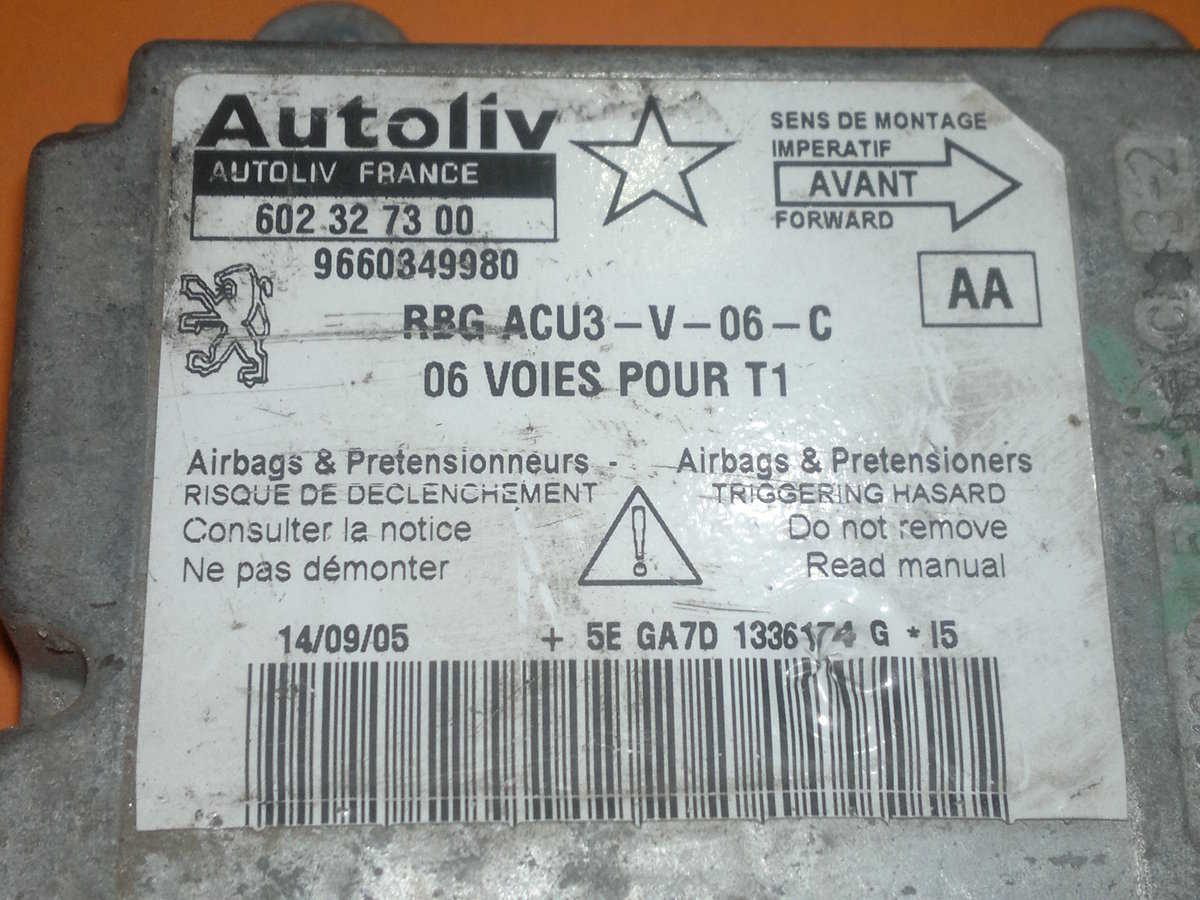 Autoliv
AUTOLIV FRANCE
602 32 73 00
9660349980
SENS DE MONTAGE
IMPERATIF
AVANT
FORWARD
AA
RBG ACU3-V-06-C
06 VOIES POUR T1
Airbags & Pretensionneurs - Airbags & Pretensioners
RISQUE DE DECLENCHEMENT TRIGGERING HASARD
Consulter la notice Do not remove
Ne pas démonter Read manual
14/09/05 + 5E GA7D 1336174 G * I5
3-2